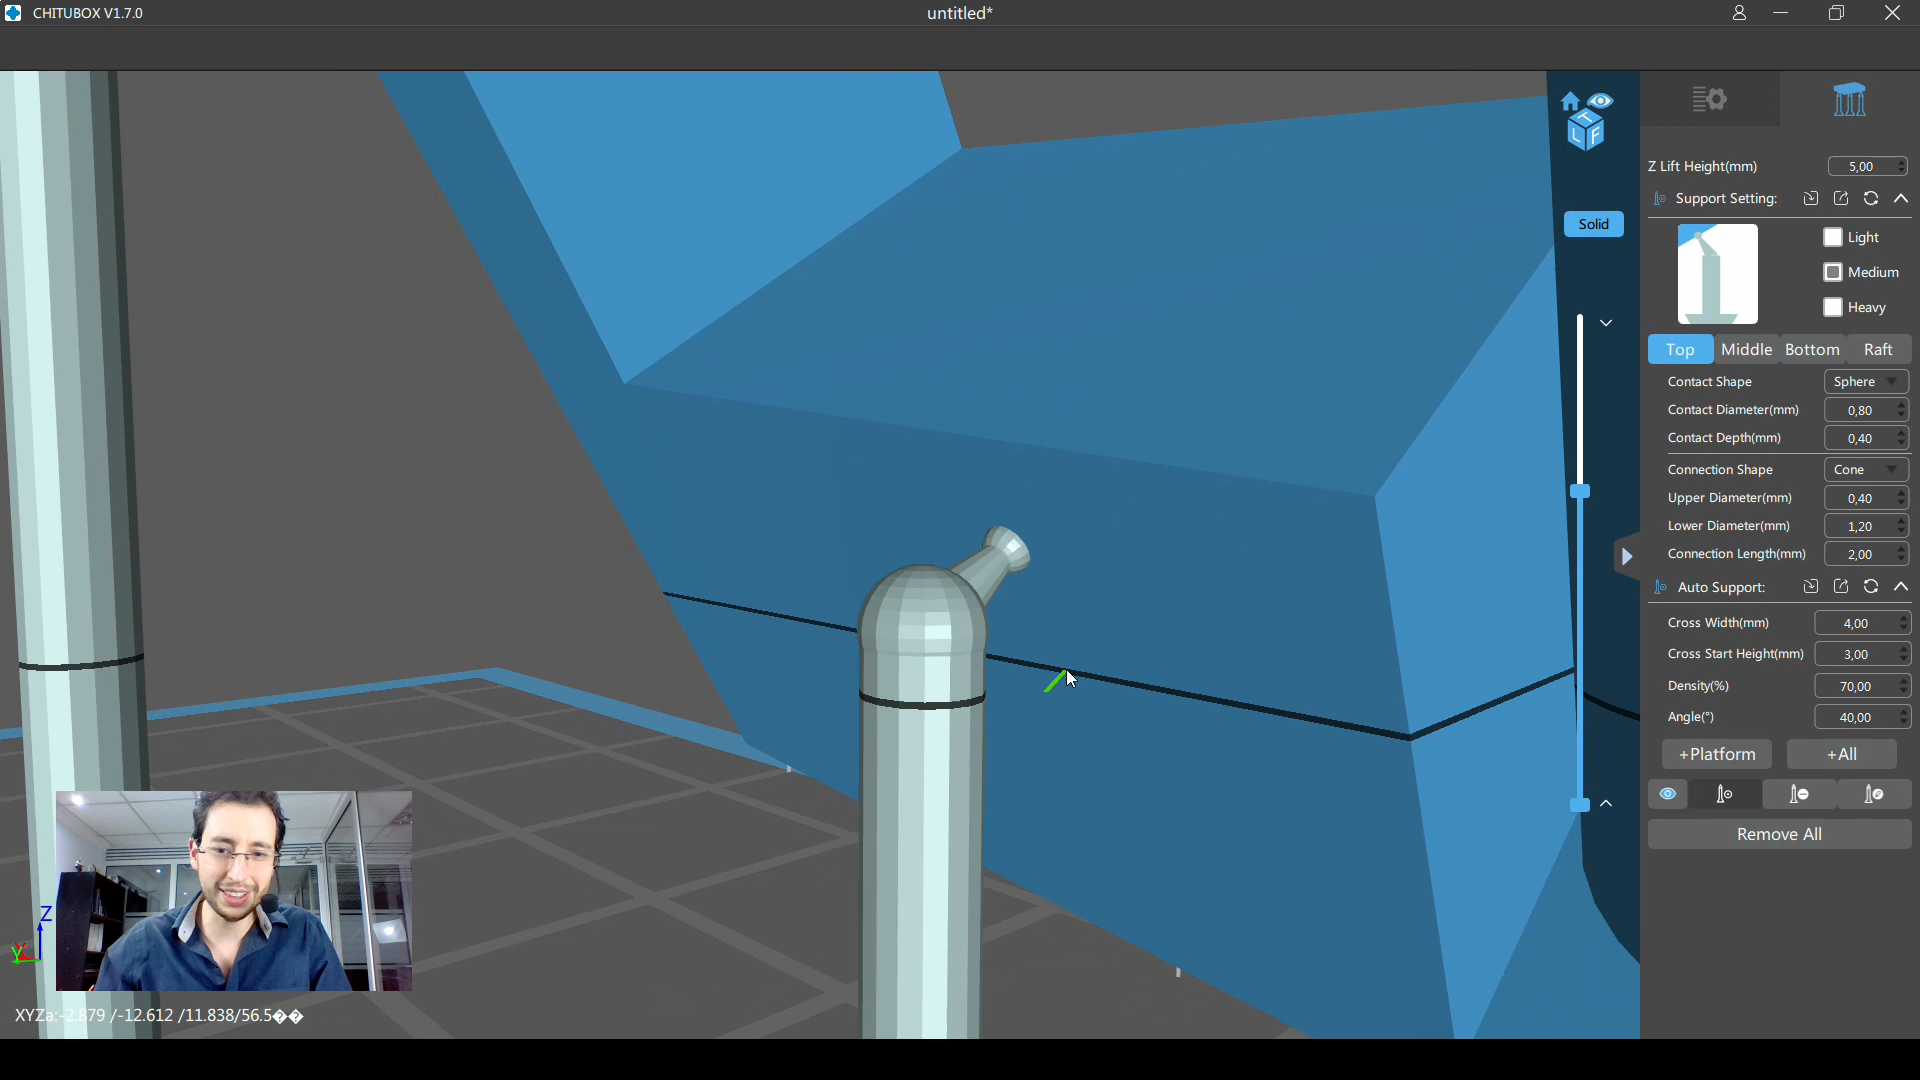 CHITUBOX V1.7.0
untitled*
Z Lift Height(mm) 5,00
Support Setting:
Light
Medium
Heavy
Top Middle Bottom Raft
Contact Shape Sphere
Contact Diameter(mm) 0,80
Contact Depth(mm) 0,40
Connection Shape Cone
Upper Diameter(mm) 0,40
Lower Diameter(mm) 1,20
Connection Length(mm) 2,00
Auto Support:
Cross Width(mm) 4,00
Cross Start Height(mm) 3,00
Density(%) 70,00
Angle(°) 40,00
+Platform +All
Remove All
Solid
T
L F
Z
X
Y
XYZa:-2.879 /-12.612 /11.838/56.5��